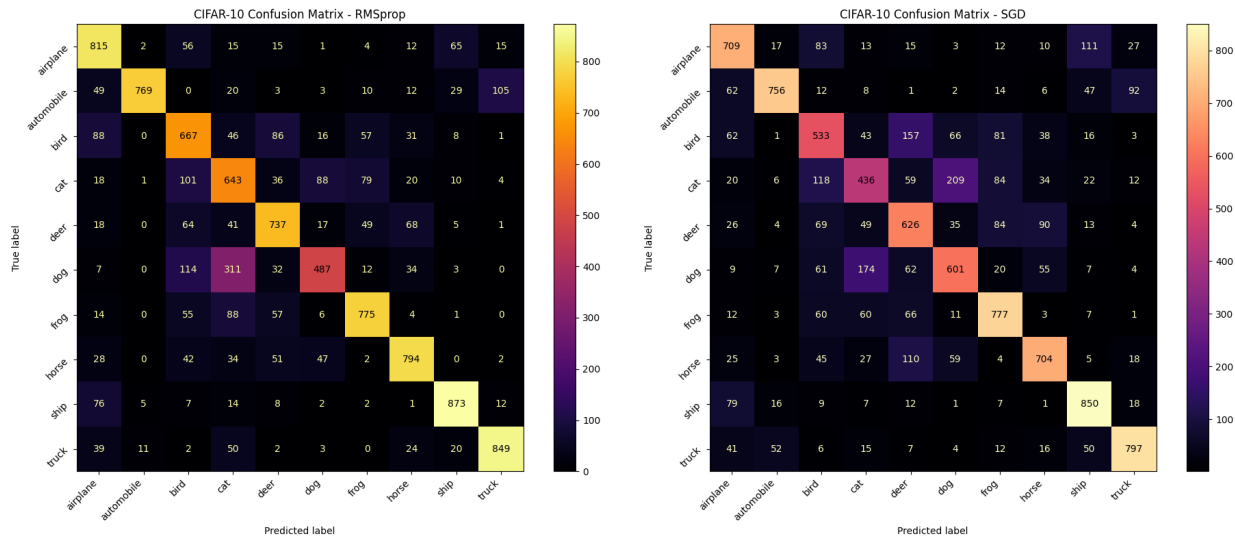 CIFAR-10 Confusion Matrix - RMSprop
airplane 815 2 56 15 15 1 4 12 65 15
automobile 49 769 0 20 3 3 10 12 29 105
bird 88 0 667 46 86 16 57 31 8 1
cat 18 1 101 643 36 88 79 20 10 4
deer 18 0 64 41 737 17 49 68 5 1
dog 7 0 114 311 32 487 12 34 3 0
frog 14 0 55 88 57 6 775 4 1 0
horse 28 0 42 34 51 47 2 794 0 2
ship 76 5 7 14 8 2 2 1 873 12
truck 39 11 2 50 2 3 0 24 20 849
airplane automobile bird cat deer dog frog horse ship truck
True label
Predicted label
800
700
600
500
400
300
200
100
0
CIFAR-10 Confusion Matrix - SGD
airplane 709 17 83 13 15 3 12 10 111 27
automobile 62 756 12 8 1 2 14 6 47 92
bird 62 1 533 43 157 66 81 38 16 3
cat 20 6 118 436 59 209 84 34 22 12
deer 26 4 69 49 626 35 84 90 13 4
dog 9 7 61 174 62 601 20 55 7 4
frog 12 3 60 60 66 11 777 3 7 1
horse 25 3 45 27 110 59 4 704 5 18
ship 79 16 9 7 12 1 7 1 850 18
truck 41 52 6 15 7 4 12 16 50 797
airplane automobile bird cat deer dog frog horse ship truck
True label
Predicted label
800
700
600
500
400
300
200
100